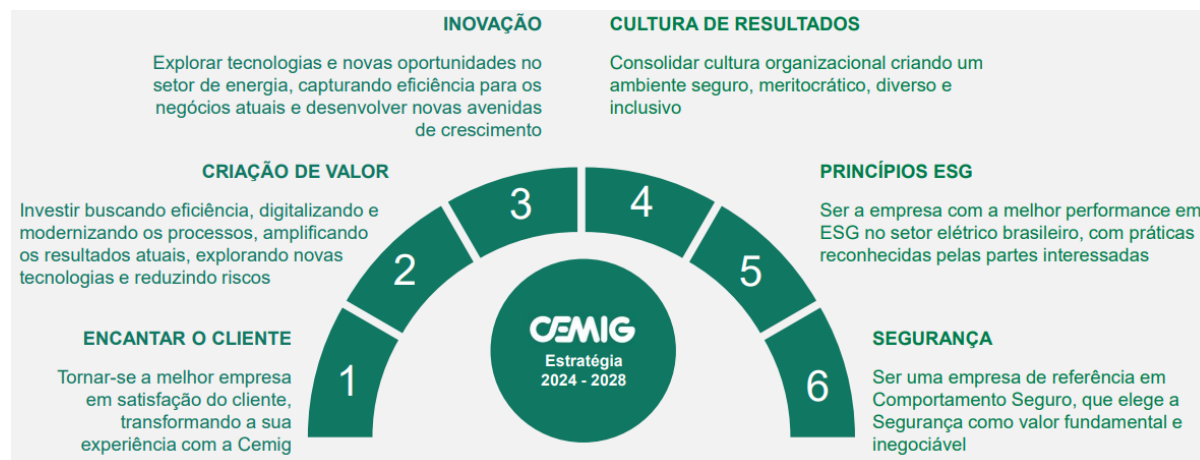 INOVAÇÃO
Explorar tecnologias e novas oportunidades no
setor de energia, capturando eficiência para os
negócios atuais e desenvolver novas avenidas
de crescimento
CULTURA DE RESULTADOS
Consolidar cultura organizacional criando um
ambiente seguro, meritocrático, diverso e
inclusivo
CRIAÇÃO DE VALOR
Investir buscando eficiência, digitalizando e
modernizando os processos, amplificando
os resultados atuais, explorando novas
tecnologias e reduzindo riscos
PRINCÍPIOS ESG
Ser a empresa com a melhor performance em
ESG no setor elétrico brasileiro, com práticas
reconhecidas pelas partes interessadas
ENCANTAR O CLIENTE
Tornar-se a melhor empresa
em satisfação do cliente,
transformando a sua
experiência com a Cemig
SEGURANÇA
Ser uma empresa de referência em
Comportamento Seguro, que elege a
Segurança como valor fundamental e
inegociável
1
2
3
4
5
6
CEMIG
Estratégia
2024 - 2028